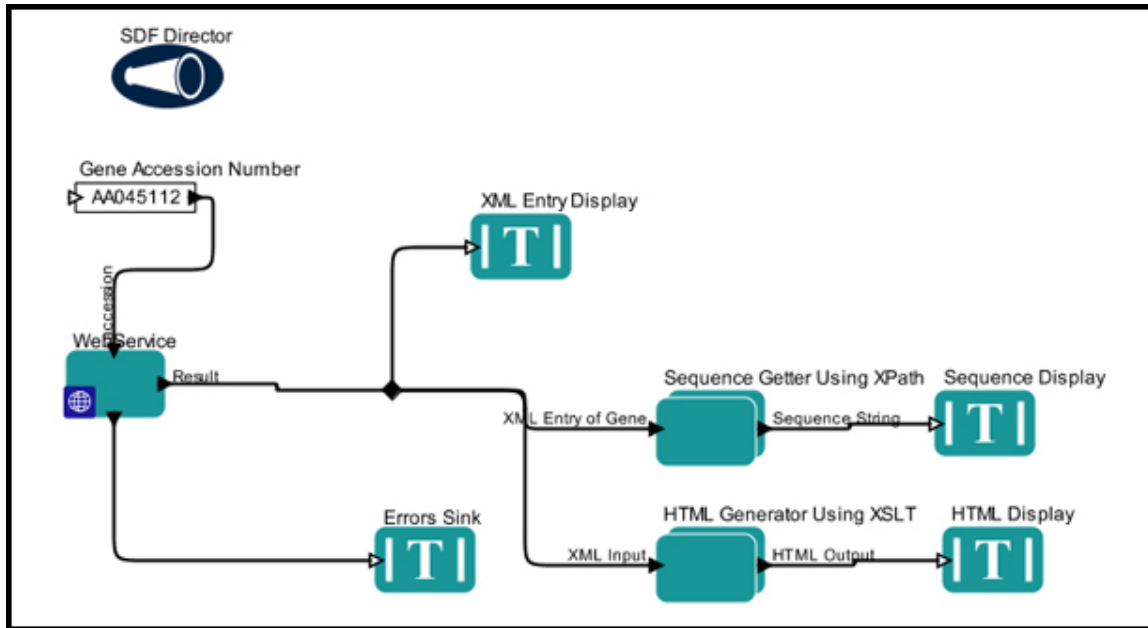 SDF Director
Gene Accession Number
AA045112
XML Entry Display
T
Accession
WebService
Result
Sequence Getter Using XPath
Sequence Display
XML Entry of Gene
Sequence String
T
Errors Sink
T
HTML Generator Using XSLT
HTML Display
XML Input
HTML Output
T